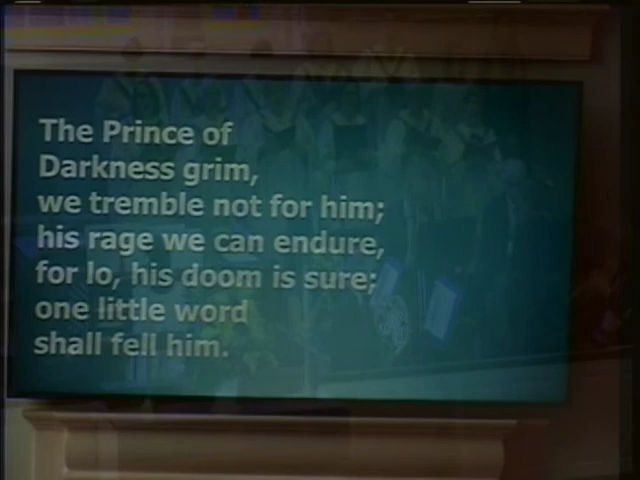 The Prince of
Darkness grim,
we tremble not for him;
his rage we can endure,
for lo, his doom is sure;
one little word
shall fell him.